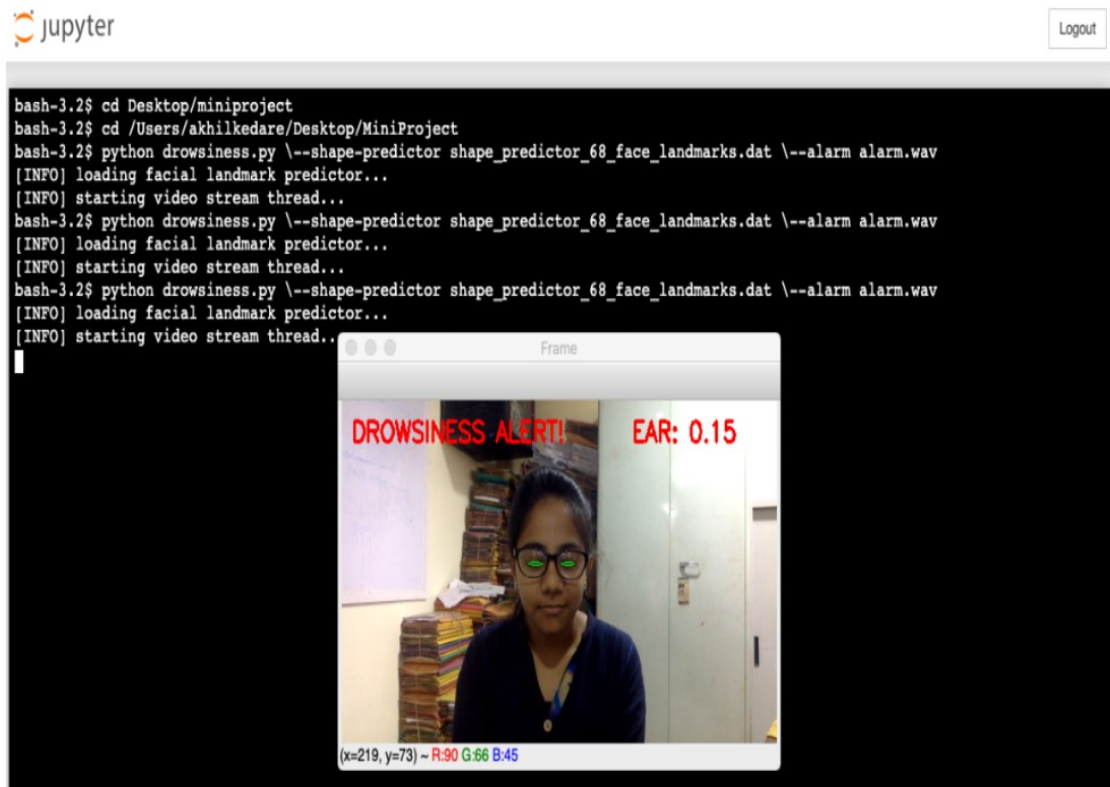 jupyter
Logout
bash-3.2$ cd Desktop/miniproject
bash-3.2$ cd /Users/akhilkedare/Desktop/MiniProject
bash-3.2$ python drowsiness.py \--shape-predictor shape_predictor_68_face_landmarks.dat \--alarm alarm.wav
[INFO] loading facial landmark predictor...
[INFO] starting video stream thread...
bash-3.2$ python drowsiness.py \--shape-predictor shape_predictor_68_face_landmarks.dat \--alarm alarm.wav
[INFO] loading facial landmark predictor...
[INFO] starting video stream thread...
bash-3.2$ python drowsiness.py \--shape-predictor shape_predictor_68_face_landmarks.dat \--alarm alarm.wav
[INFO] loading facial landmark predictor...
[INFO] starting video stream thread..
Frame
DROWSINESS ALERT! EAR: 0.15
(x=219, y=73) ~ R:90 G:66 B:45